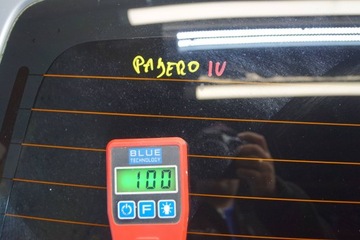 PAJERO IV
BLUE
TECHNOLOGY
100
F